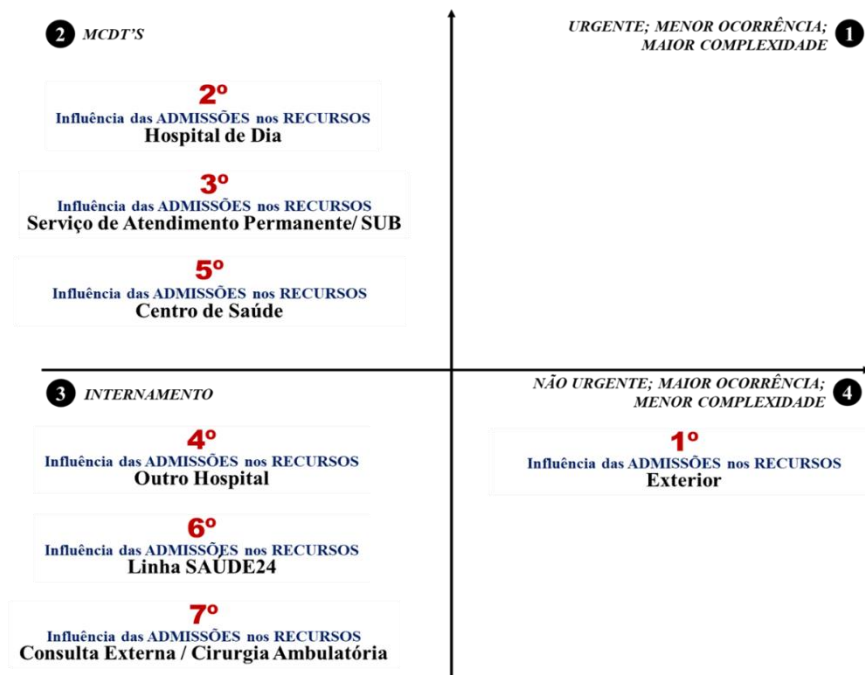 2 MCDT'S
2º
Influência das ADMISSÕES nos RECURSOS
Hospital de Dia
3º
Influência das ADMISSÕES nos RECURSOS
Serviço de Atendimento Permanente/ SUB
5º
Influência das ADMISSÕES nos RECURSOS
Centro de Saúde
URGENTE; MENOR OCORRÊNCIA; 1
MAIOR COMPLEXIDADE
3 INTERNAMENTO
4º
Influência das ADMISSÕES nos RECURSOS
Outro Hospital
6º
Influência das ADMISSÕES nos RECURSOS
Linha SAÚDE24
7º
Influência das ADMISSÕES nos RECURSOS
Consulta Externa / Cirurgia Ambulatória
NÃO URGENTE; MAIOR OCORRÊNCIA; 4
MENOR COMPLEXIDADE
1º
Influência das ADMISSÕES nos RECURSOS
Exterior